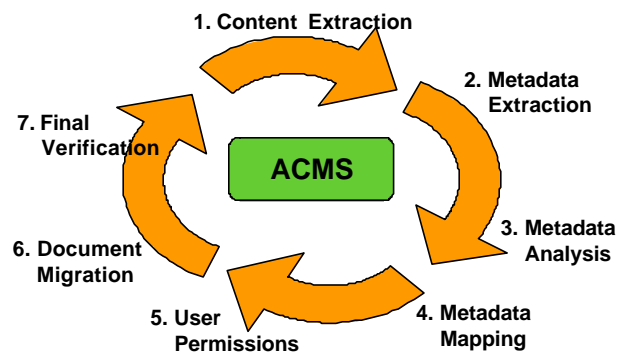 1. Content Extraction
2. Metadata
Extraction
3. Metadata
Analysis
4. Metadata
Mapping
5. User
Permissions
6. Document
Migration
7. Final
Verification
ACMS